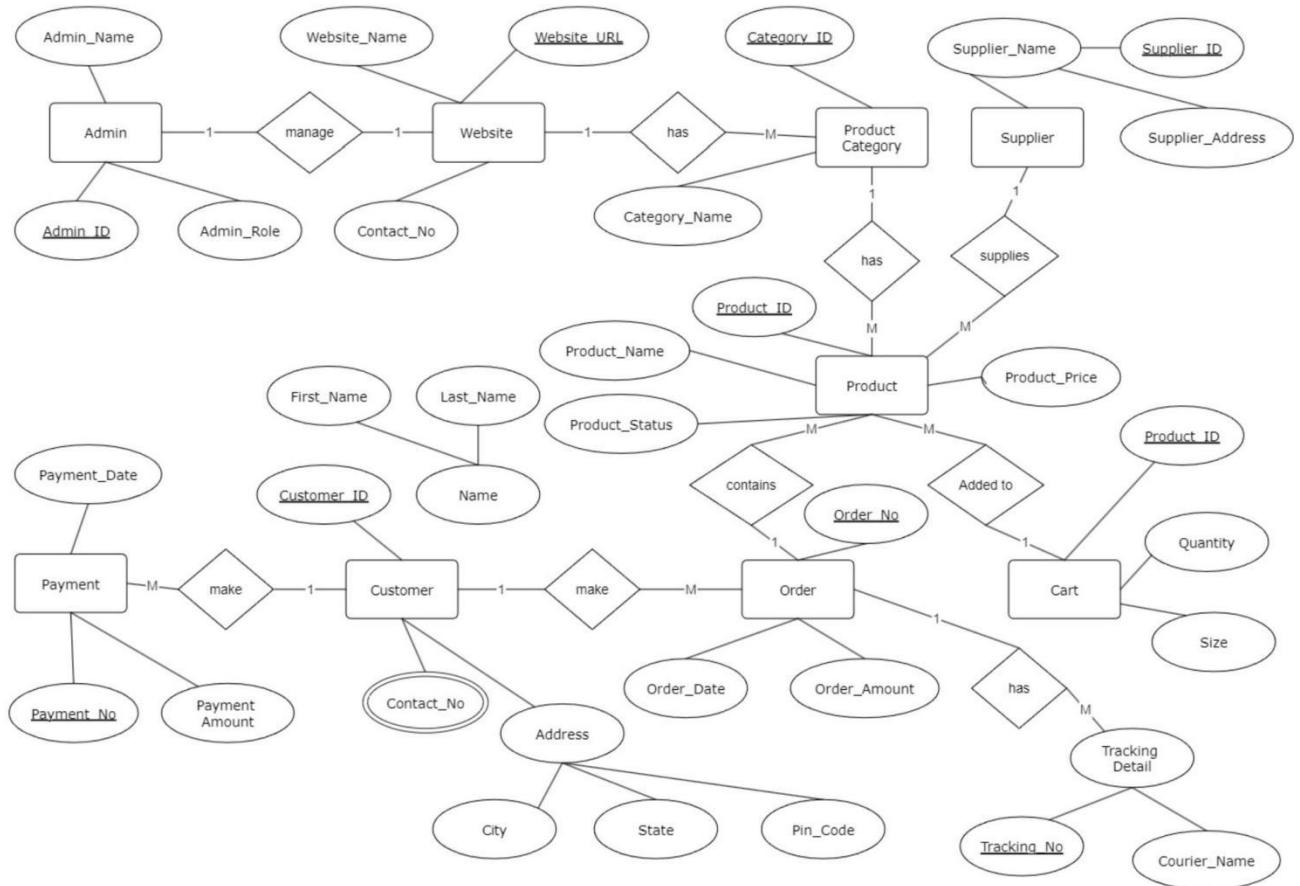 Admin_Name
Website_Name
Website_URL
Category_ID
Supplier_Name
Supplier_ID
Admin
1
manage
1
Website
1
has
M
Product
Category
Supplier
Supplier_Address
Admin_ID
Admin_Role
Contact_No
Category_Name
1
1
has
supplies
Product_ID
M
M
Product_Name
Product
Product_Price
First_Name
Last_Name
Product_Status
M
M
Product_ID
Payment_Date
Customer_ID
Name
contains
Added to
Order_No
1
1
Quantity
Payment
M
make
1
Customer
1
make
M
Order
Cart
1
Size
Payment_No
Payment
Amount
Contact_No
Order_Date
Order_Amount
has
M
Address
Tracking
Detail
City
State
Pin_Code
Tracking_No
Courier_Name